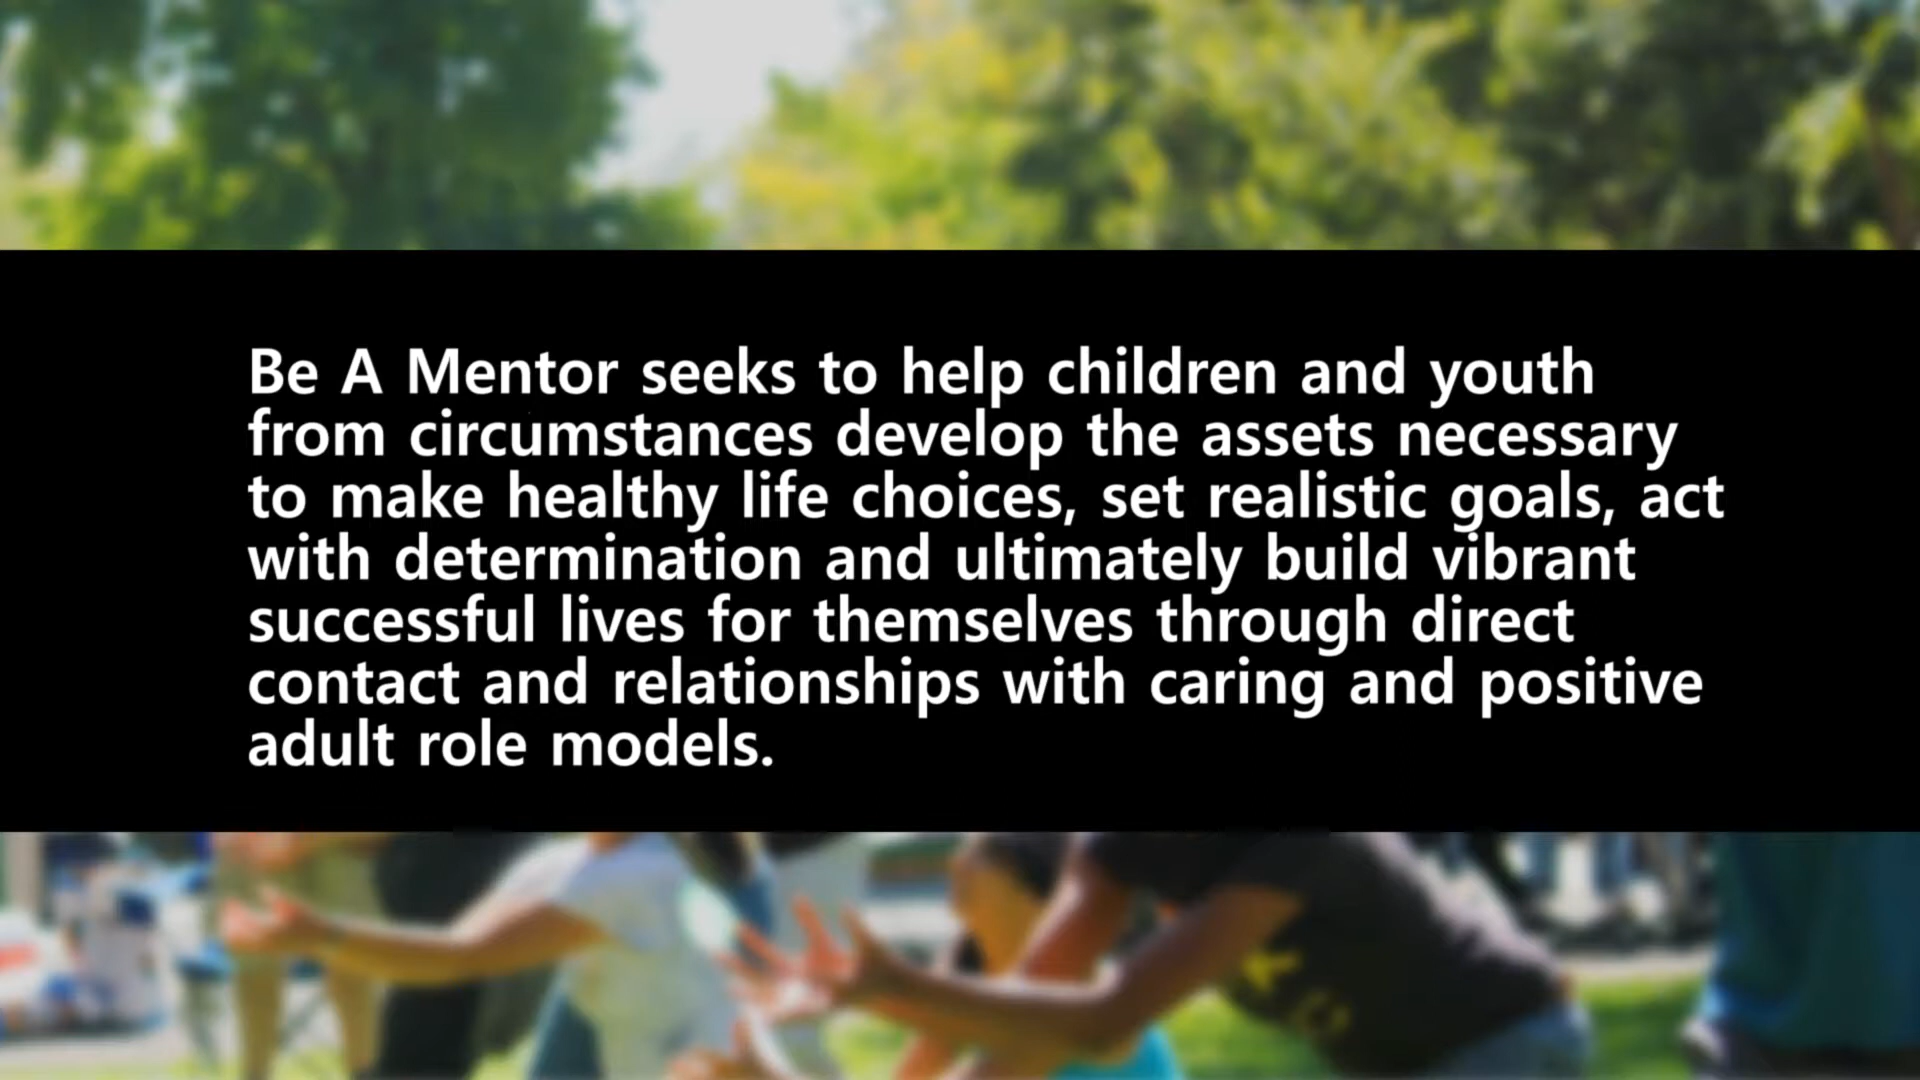 Be A Mentor seeks to help children and youth
from circumstances develop the assets necessary
to make healthy life choices, set realistic goals, act
with determination and ultimately build vibrant
successful lives for themselves through direct
contact and relationships with caring and positive
adult role models.